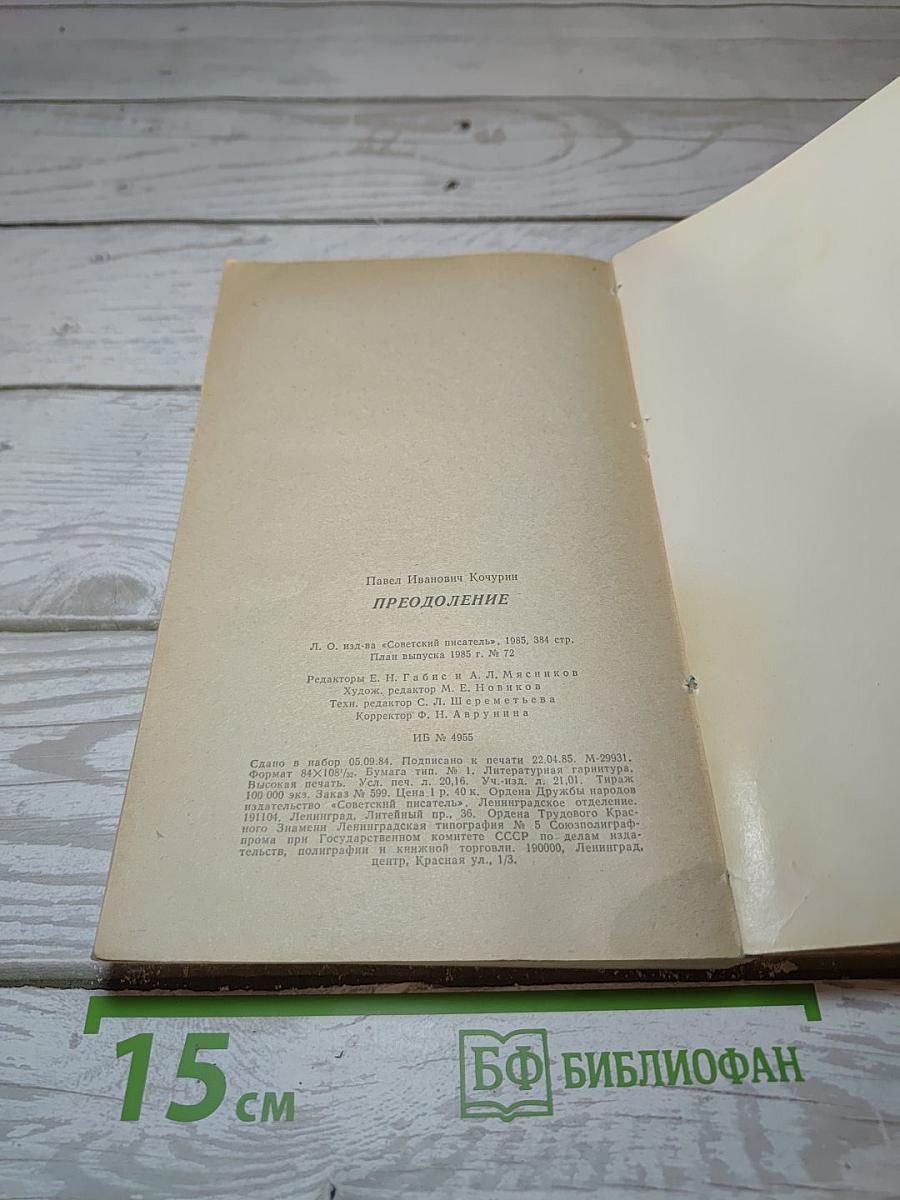 Павел Иванович Кочурин
ПРЕОДОЛЕНИЕ
Л. О. изд-ва «Советский писатель», 1985, 384 стр.
План выпуска 1985 г. № 72
Редакторы Е. Н. Габис и А. Л. Мясников
Худож. редактор М. Е. Новиков
Техн. редактор С. Л. Шереметьева
Корректор Ф. Н. Аврунина
ИБ № 4955
Сдано в набор 05.09.84. Подписано к печати 22.04.85. М-29931.
Формат 84×108¹/₃₂. Бумага тип. № 1. Литературная гарнитура.
Высокая печать. Усл. печ. л. 20,16. Уч.-изд. л. 21,01. Тираж
100 000 экз. Заказ № 599. Цена 1 р. 40 к. Ордена Дружбы народов
издательство «Советский писатель». Ленинградское отделение.
191104, Ленинград, Литейный пр., 36. Ордена Трудового Крас-
ного Знамени Ленинградская типография № 5 Союзполиграф-
прома при Государственном комитете СССР по делам изда-
тельств, полиграфии и книжной торговли. 190000, Ленинград,
центр, Красная ул., 1/3.
15 см
БФ БИБЛИОФАН